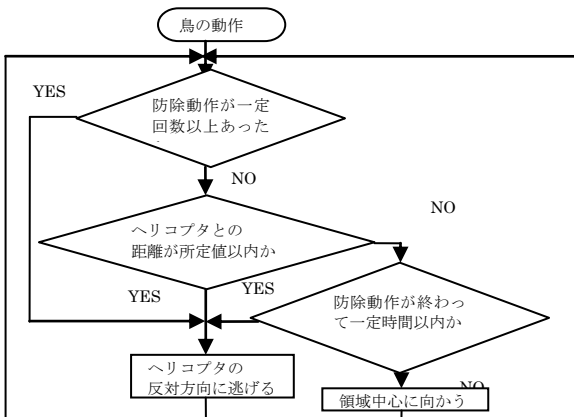 鳥の動作
YES
防除動作が一定
回数以上あった
NO
ヘリコプタとの
距離が所定値以内か
NO
YES
YES
防除動作が終わっ
て一定時間以内か
ヘリコプタの
反対方向に逃げる
NO
領域中心に向かう